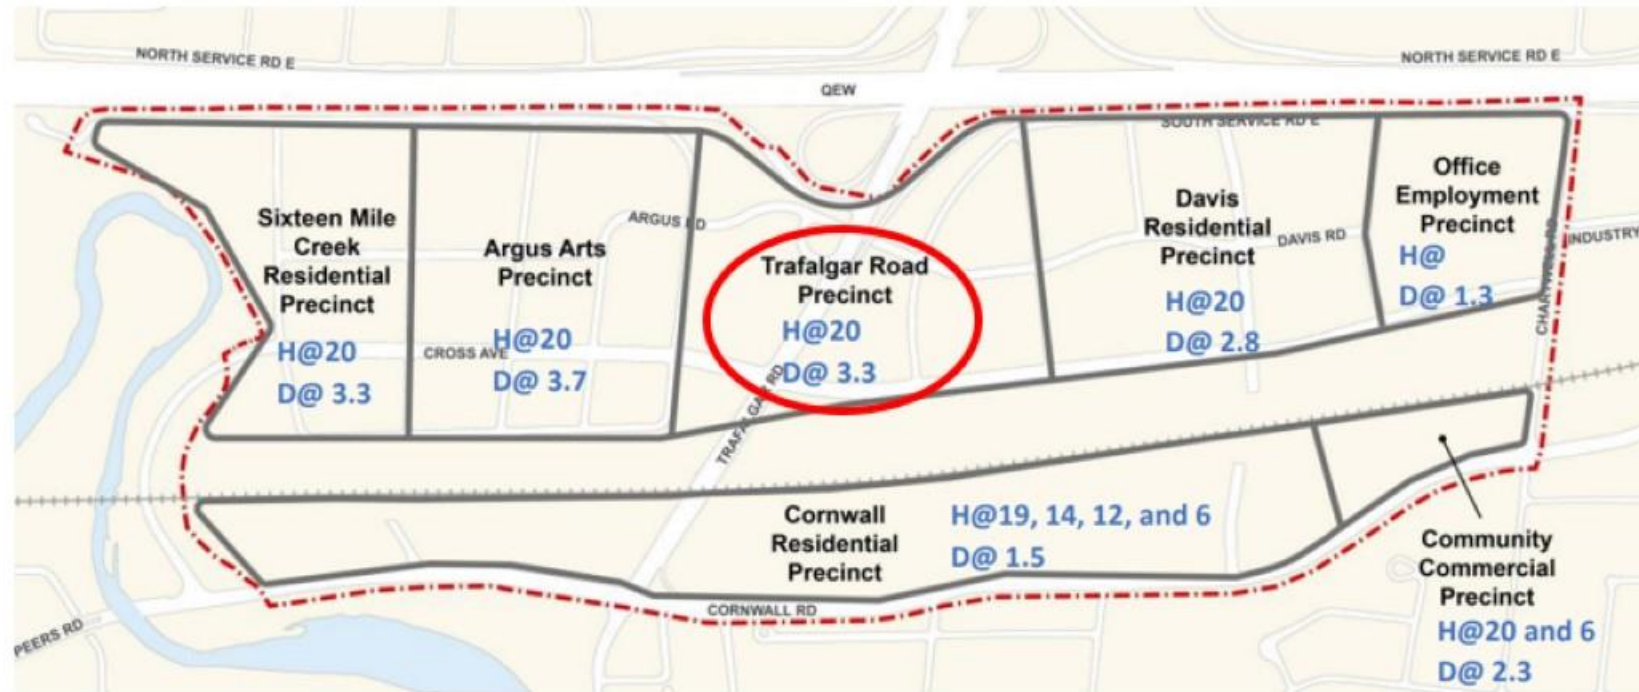 NORTH SERVICE RD E
NORTH SERVICE RD E
QEW
SOUTH SERVICE RD E
Sixteen Mile
Creek
Residential
Precinct
H@20
D@ 3.3
Argus Arts
Precinct
H@20
D@ 3.7
ARGUS RD
CROSS AVE
Trafalgar Road
Precinct
H@20
D@ 3.3
TRAFALGAR RD
Davis
Residential
Precinct
H@20
D@ 2.8
DAVIS RD
Office
Employment
Precinct
H@
D@ 1.3
INDUSTRY
CHARTWELL RD
Cornwall
Residential
Precinct
H@19, 14, 12, and 6
D@ 1.5
CORNWALL RD
Community
Commercial
Precinct
H@20 and 6
D@ 2.3
SPEERS RD